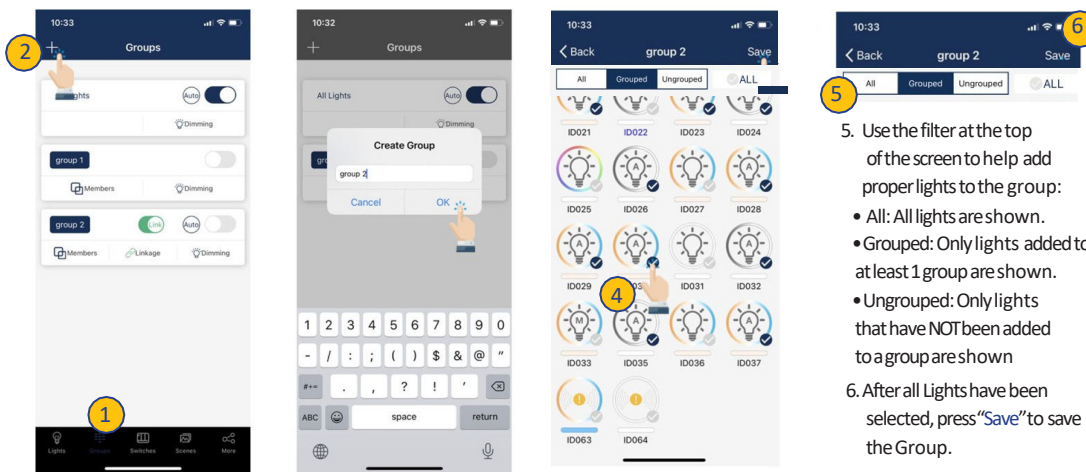 10:33
2
Groups
ghts
Auto
Dimming
group 1
Members
Dimming
group 2
Link
Auto
Members
Linkage
Dimming
1
Lights
Groups
Switches
Scenes
More
10:32
Groups
All Lights
Auto
Dimming
Create Group
gro
group 2
Cancel
OK
1 2 3 4 5 6 7 8 9 0
- / : ; ( ) $ & @ "
#+= . , ? ! '
ABC space return
10:33
Back group 2 Save
All Grouped Ungrouped ALL
ID021 ID022 ID023 ID024
A
ID025 ID026 ID027 ID028
A A A
ID029 ID031 ID032
4
M A A
ID033 ID035 ID036 ID037
ID063 ID064
10:33
6
Back group 2 Save
All Grouped Ungrouped ALL
5
5. Use the filter at the top
of the screen to help add
proper lights to the group:
• All: All lights are shown.
• Grouped: Only lights added to
at least 1 group are shown.
• Ungrouped: Only lights
that have NOT been added
to a group are shown
6. After all Lights have been
selected, press "Save" to save
the Group.